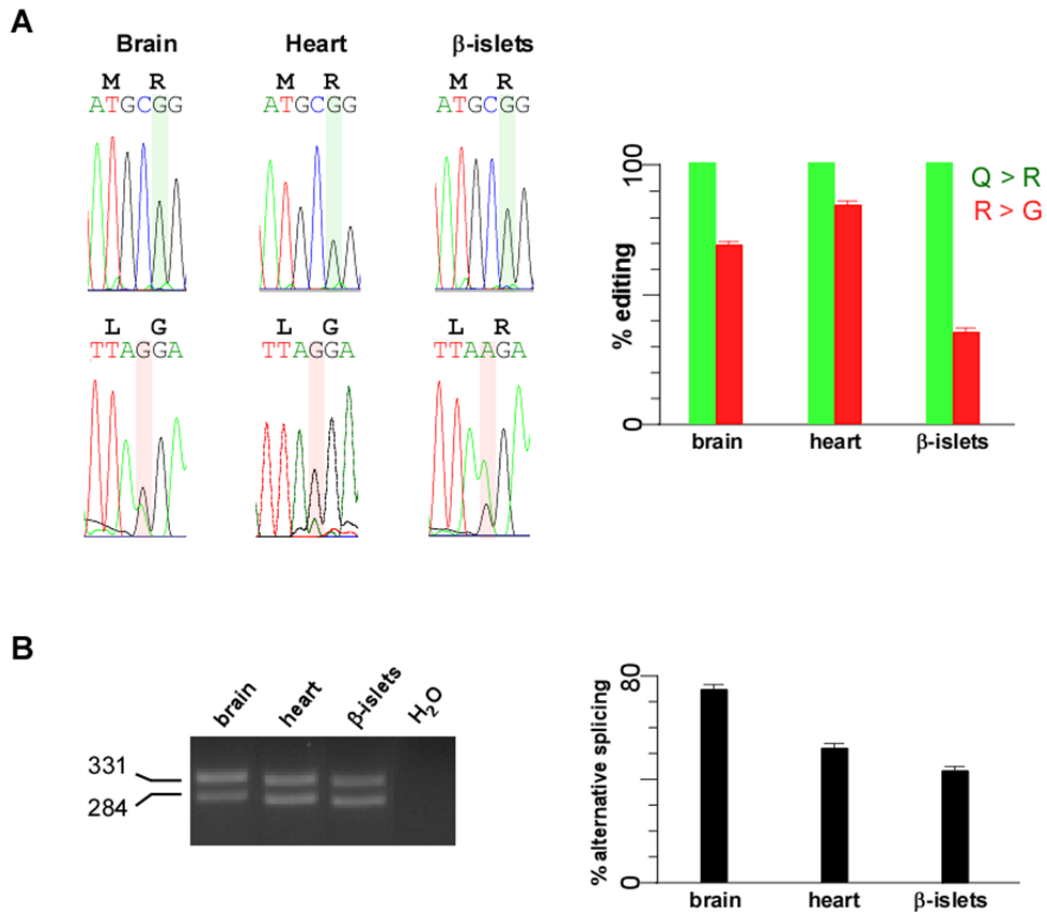 A
Brain
Heart
β-islets
M R
ATGCGG
M R
ATGCGG
M R
ATGCGG
L G
TTAGGA
L G
TTAGGA
L R
TTAAGA
100
0
% editing
Q > R
R > G
brain
heart
β-islets
B
brain
heart
β-islets
H₂O
331
284
80
0
% alternative splicing
brain
heart
β-islets